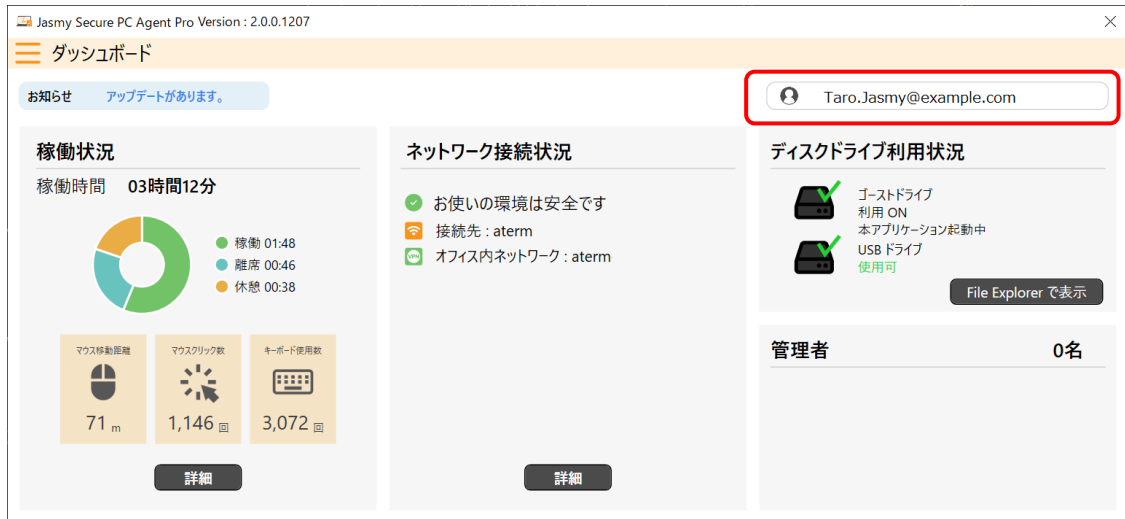 Jasmy Secure PC Agent Pro Version : 2.0.0.1207
ダッシュボード
お知らせ アップデートがあります。
Taro.Jasmy@example.com
稼働状況
稼働時間 03時間12分
稼働 01:48
離席 00:46
休憩 00:38
マウス移動距離
71 m
マウスクリック数
1,146 回
キーボード使用数
3,072 回
詳細
ネットワーク接続状況
お使いの環境は安全です
接続先 : aterm
VPN オフィス内ネットワーク : aterm
詳細
ディスクドライブ利用状況
ゴーストドライブ
利用 ON
本アプリケーション起動中
USB ドライブ
使用可
File Explorer で表示
管理者 0名